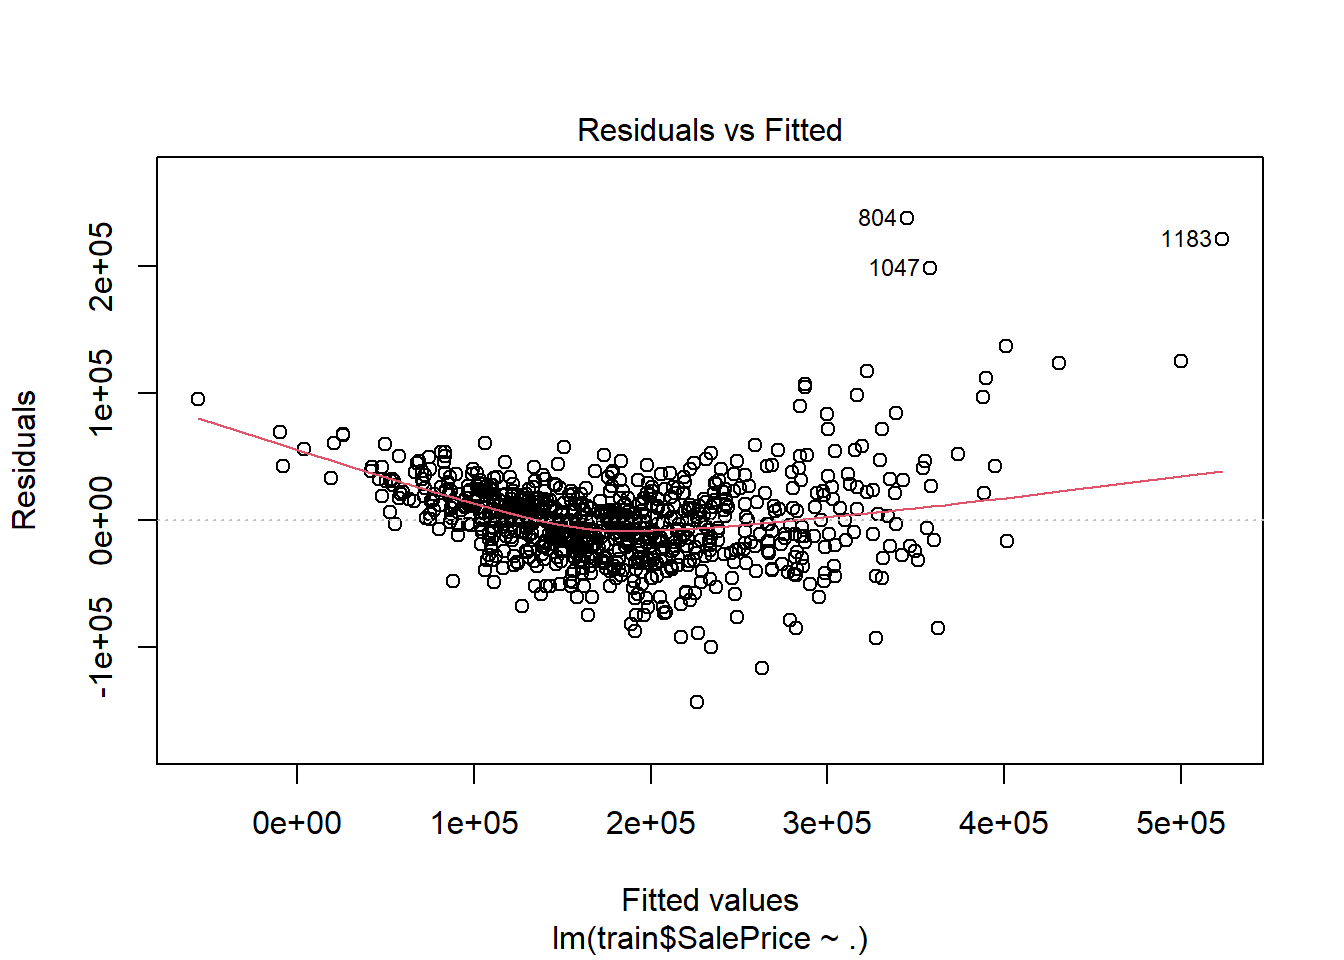 Residuals vs Fitted
804
1183
1047
Residuals
2e+05
1e+05
0e+00
-1e+05
0e+00 1e+05 2e+05 3e+05 4e+05 5e+05
Fitted values
lm(train$SalePrice ~ .)